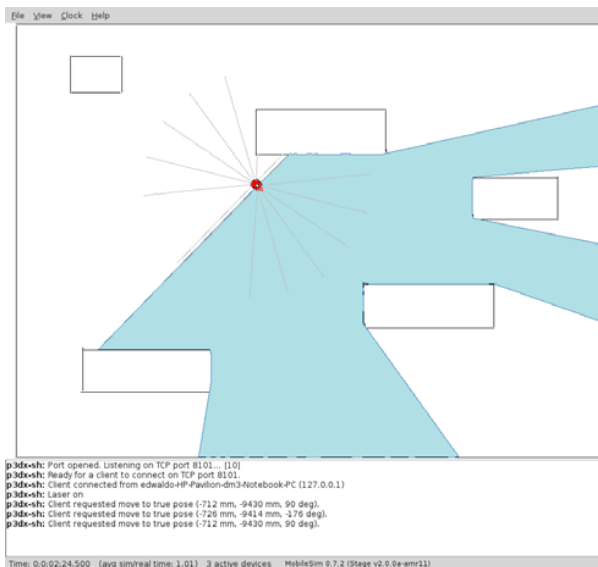 File View Clock Help
p3dx-sh: Port opened. Listening on TCP port 8101... [10]
p3dx-sh: Ready for a client to connect on TCP port 8101.
p3dx-sh: Client connected from edwaldo-HP-Pavilion-dm3-Notebook-PC (127.0.0.1)
p3dx-sh: Laser on
p3dx-sh: Client requested move to true pose (-712 mm, -9430 mm, 90 deg).
p3dx-sh: Client requested move to true pose (-726 mm, -9414 mm, -176 deg).
p3dx-sh: Client requested move to true pose (-712 mm, -9430 mm, 90 deg).
Time: 0:0:02:24.500 (avg sim/real time: 1.01) 3 active devices MobileSim 0.7.2 (Stage v2.0.0a-amr11)